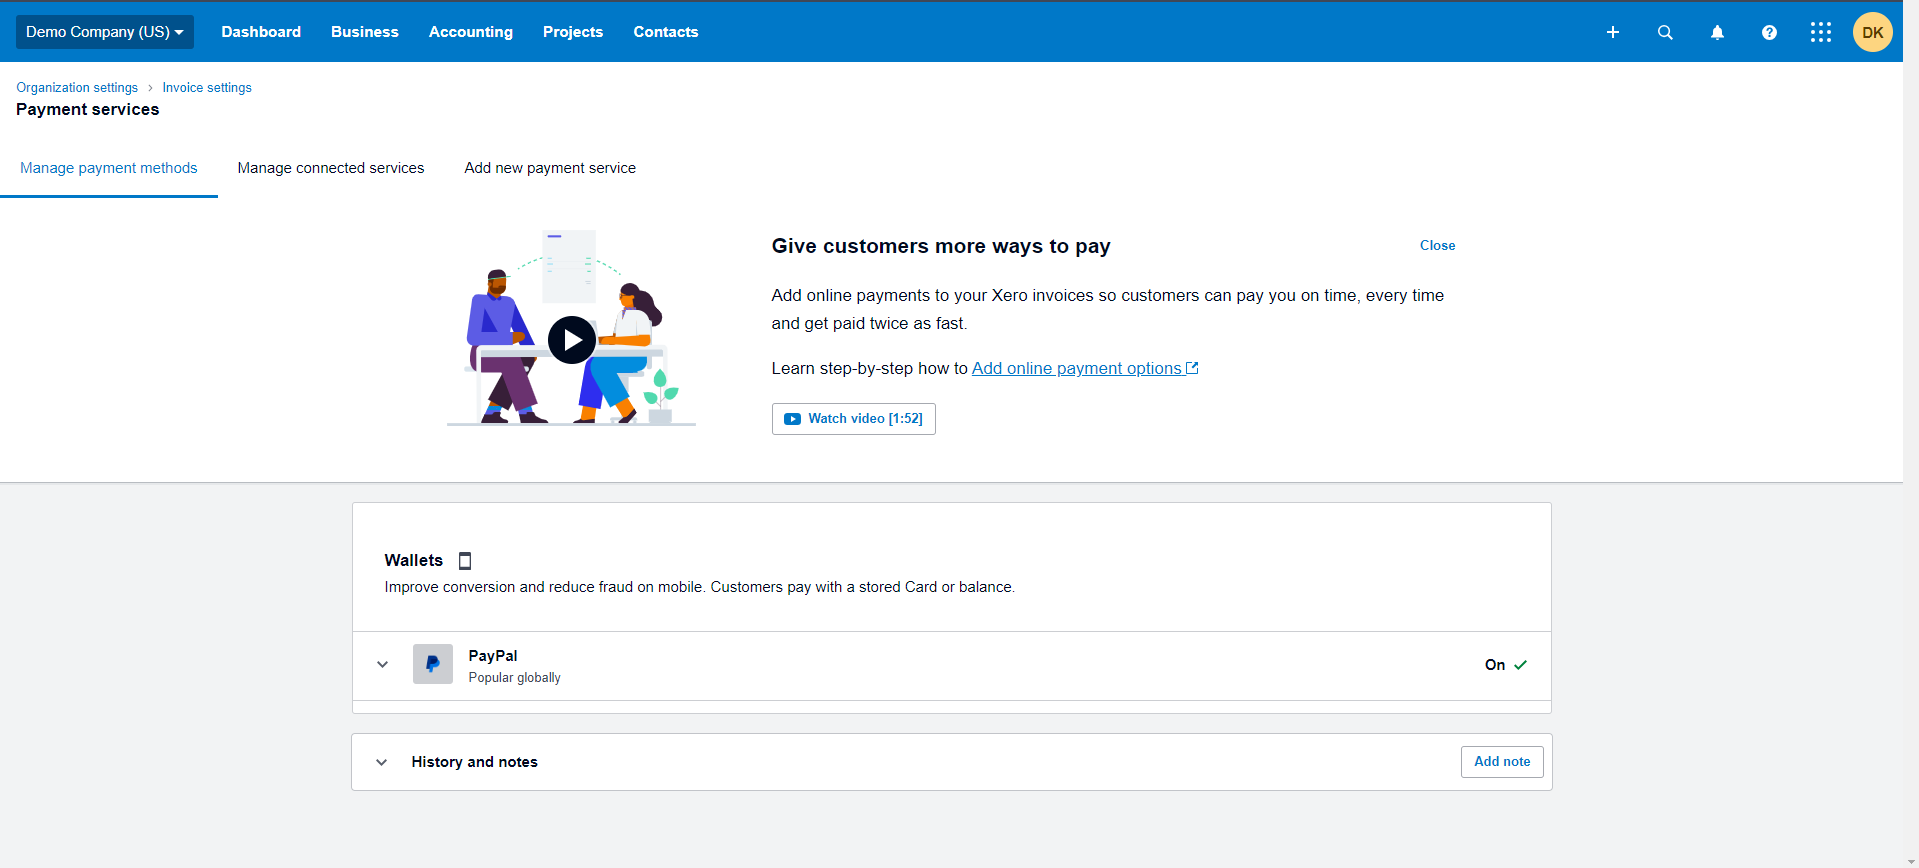 Demo Company (US) Dashboard Business Accounting Projects Contacts DK
Organization settings Invoice settings
Payment services
Manage payment methods Manage connected services Add new payment service
Give customers more ways to pay Close
Add online payments to your Xero invoices so customers can pay you on time, every time
and get paid twice as fast.
Learn step-by-step how to Add online payment options
Watch video [1:52]
Wallets
Improve conversion and reduce fraud on mobile. Customers pay with a stored Card or balance.
PayPal
Popular globally
On
History and notes Add note